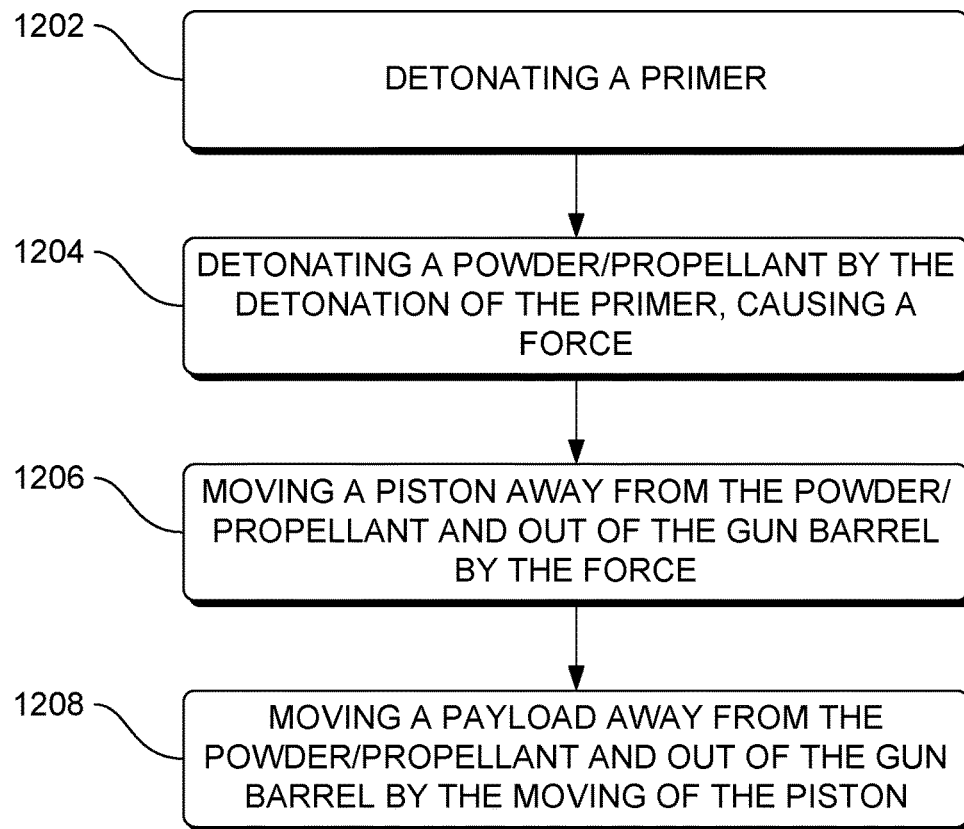 1202
DETONATING A PRIMER
1204
DETONATING A POWDER/PROPELLANT BY THE
DETONATION OF THE PRIMER, CAUSING A
FORCE
1206
MOVING A PISTON AWAY FROM THE POWDER/
PROPELLANT AND OUT OF THE GUN BARREL
BY THE FORCE
1208
MOVING A PAYLOAD AWAY FROM THE
POWDER/PROPELLANT AND OUT OF THE GUN
BARREL BY THE MOVING OF THE PISTON